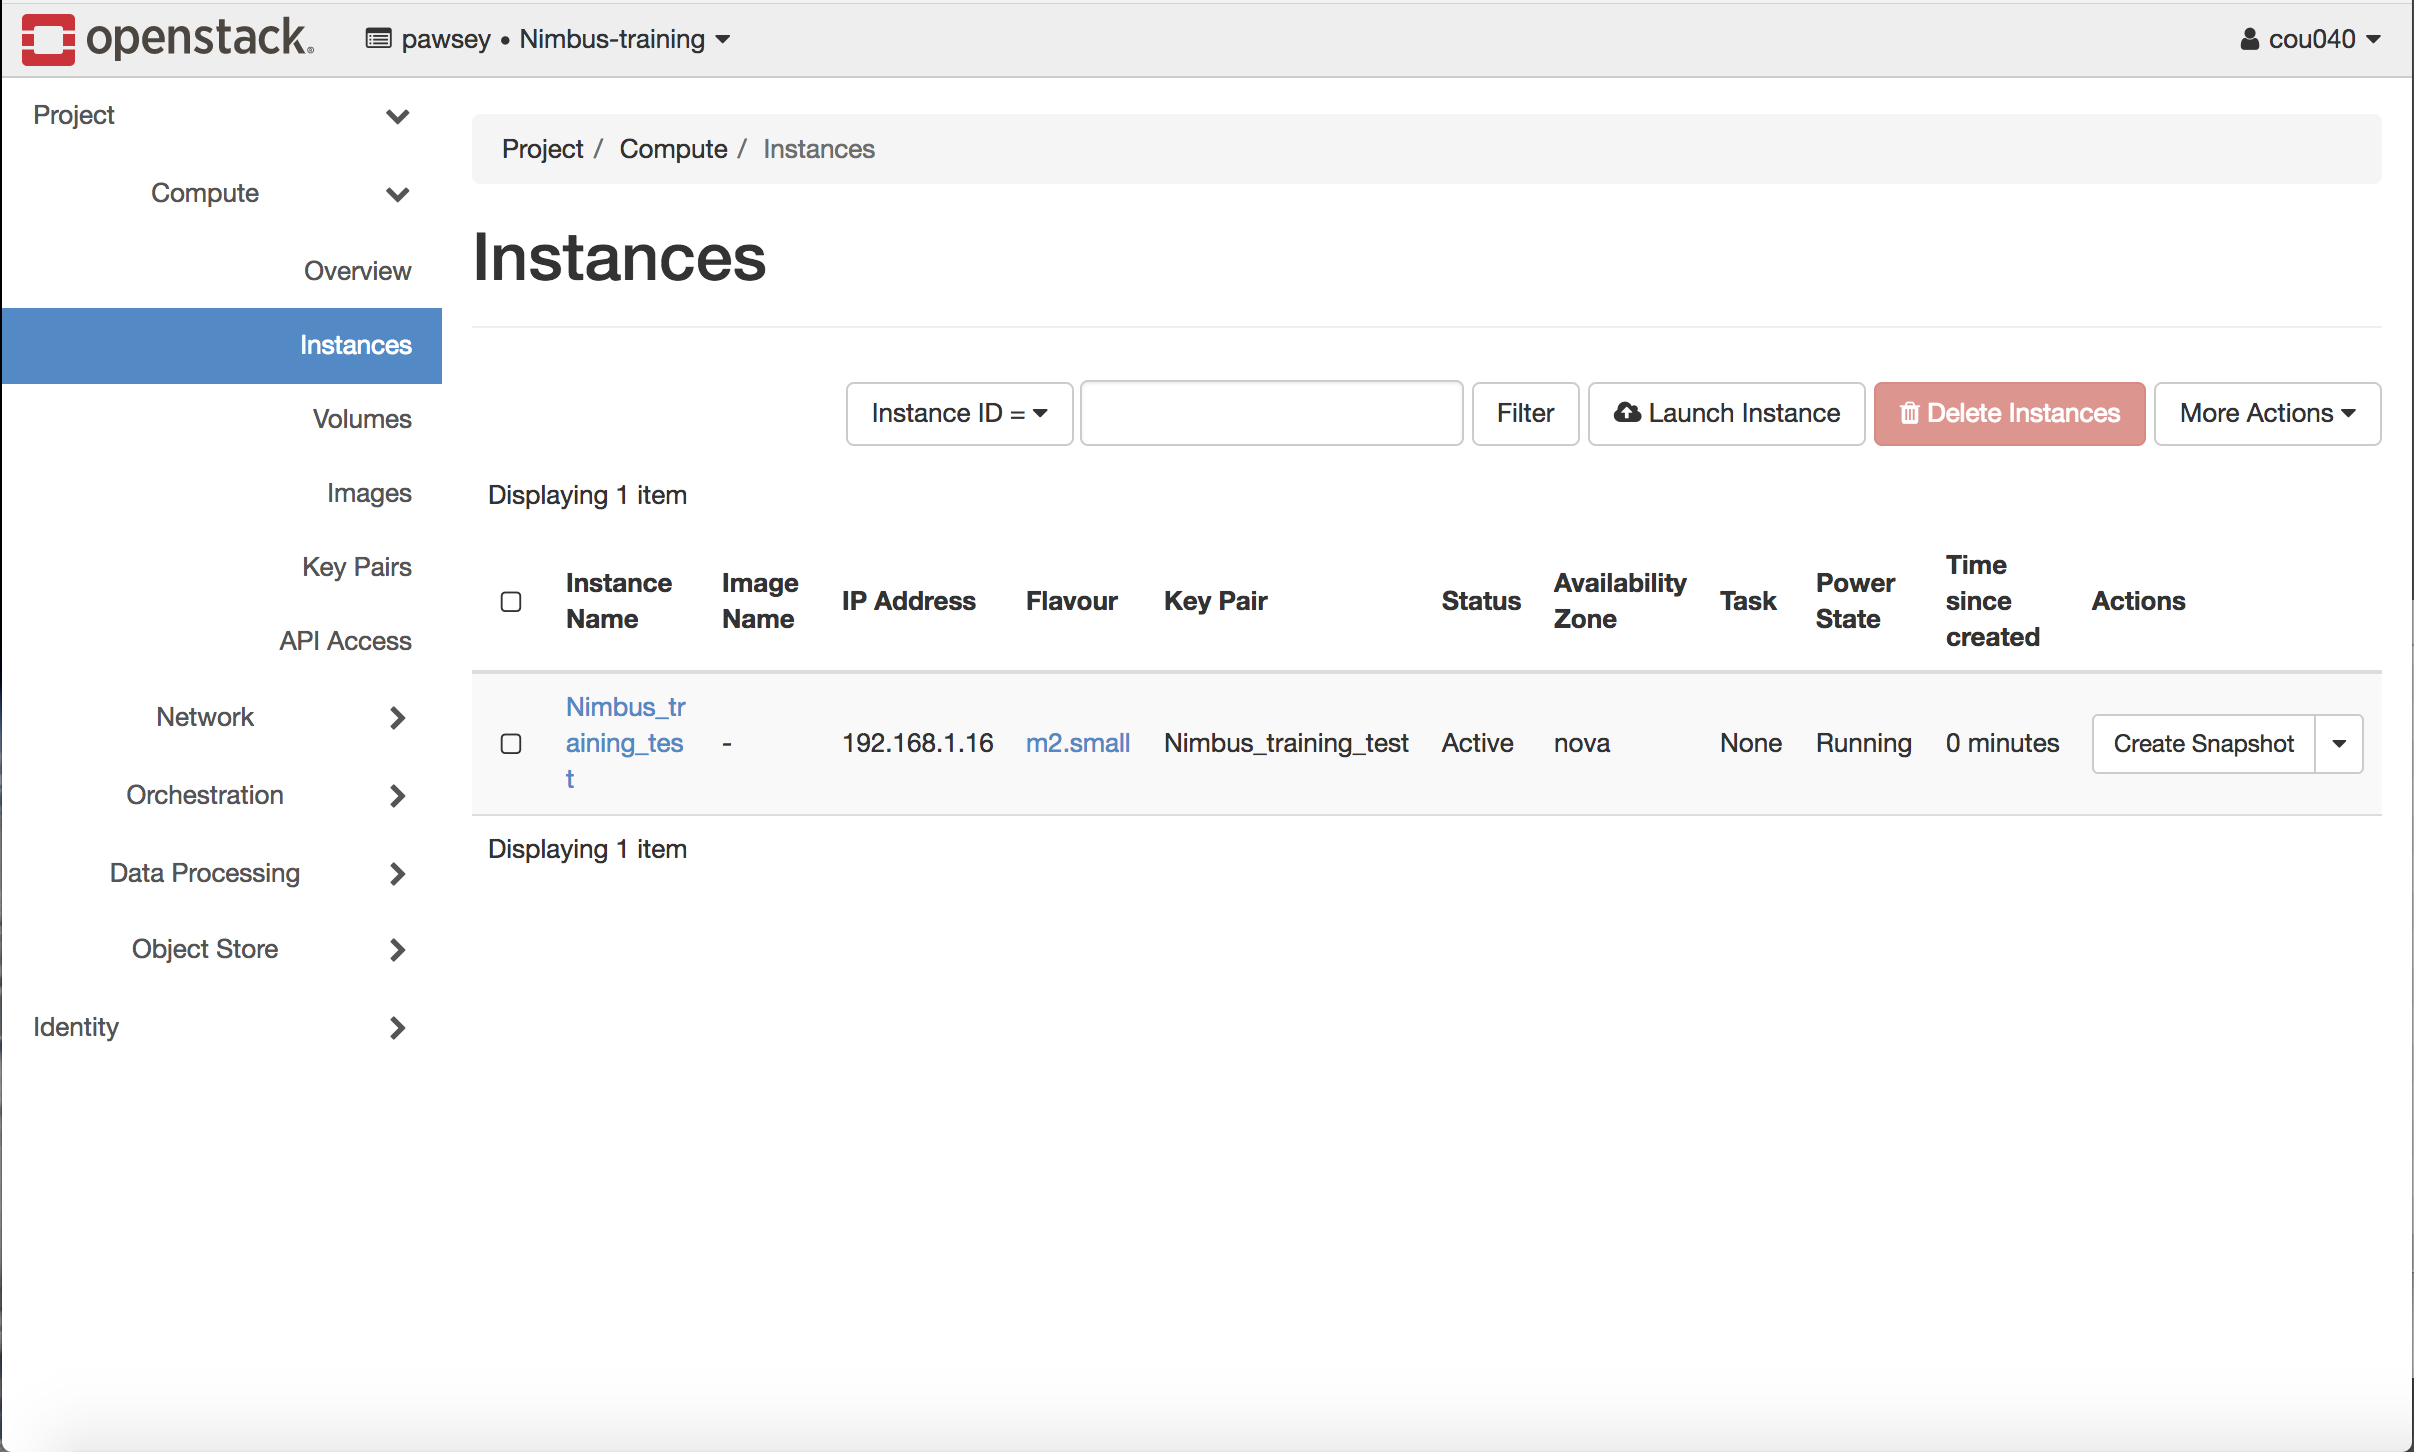 openstack. pawsey • Nimbus-training cou040
Project
Compute
Overview
Instances
Volumes
Images
Key Pairs
API Access
Network
Orchestration
Data Processing
Object Store
Identity
Project / Compute / Instances
Instances
Instance ID = Filter Launch Instance Delete Instances More Actions
Displaying 1 item
Instance Name Image Name IP Address Flavour Key Pair Status Availability Zone Task Power State Time since created Actions
Nimbus_training_test - 192.168.1.16 m2.small Nimbus_training_test Active nova None Running 0 minutes Create Snapshot
Displaying 1 item